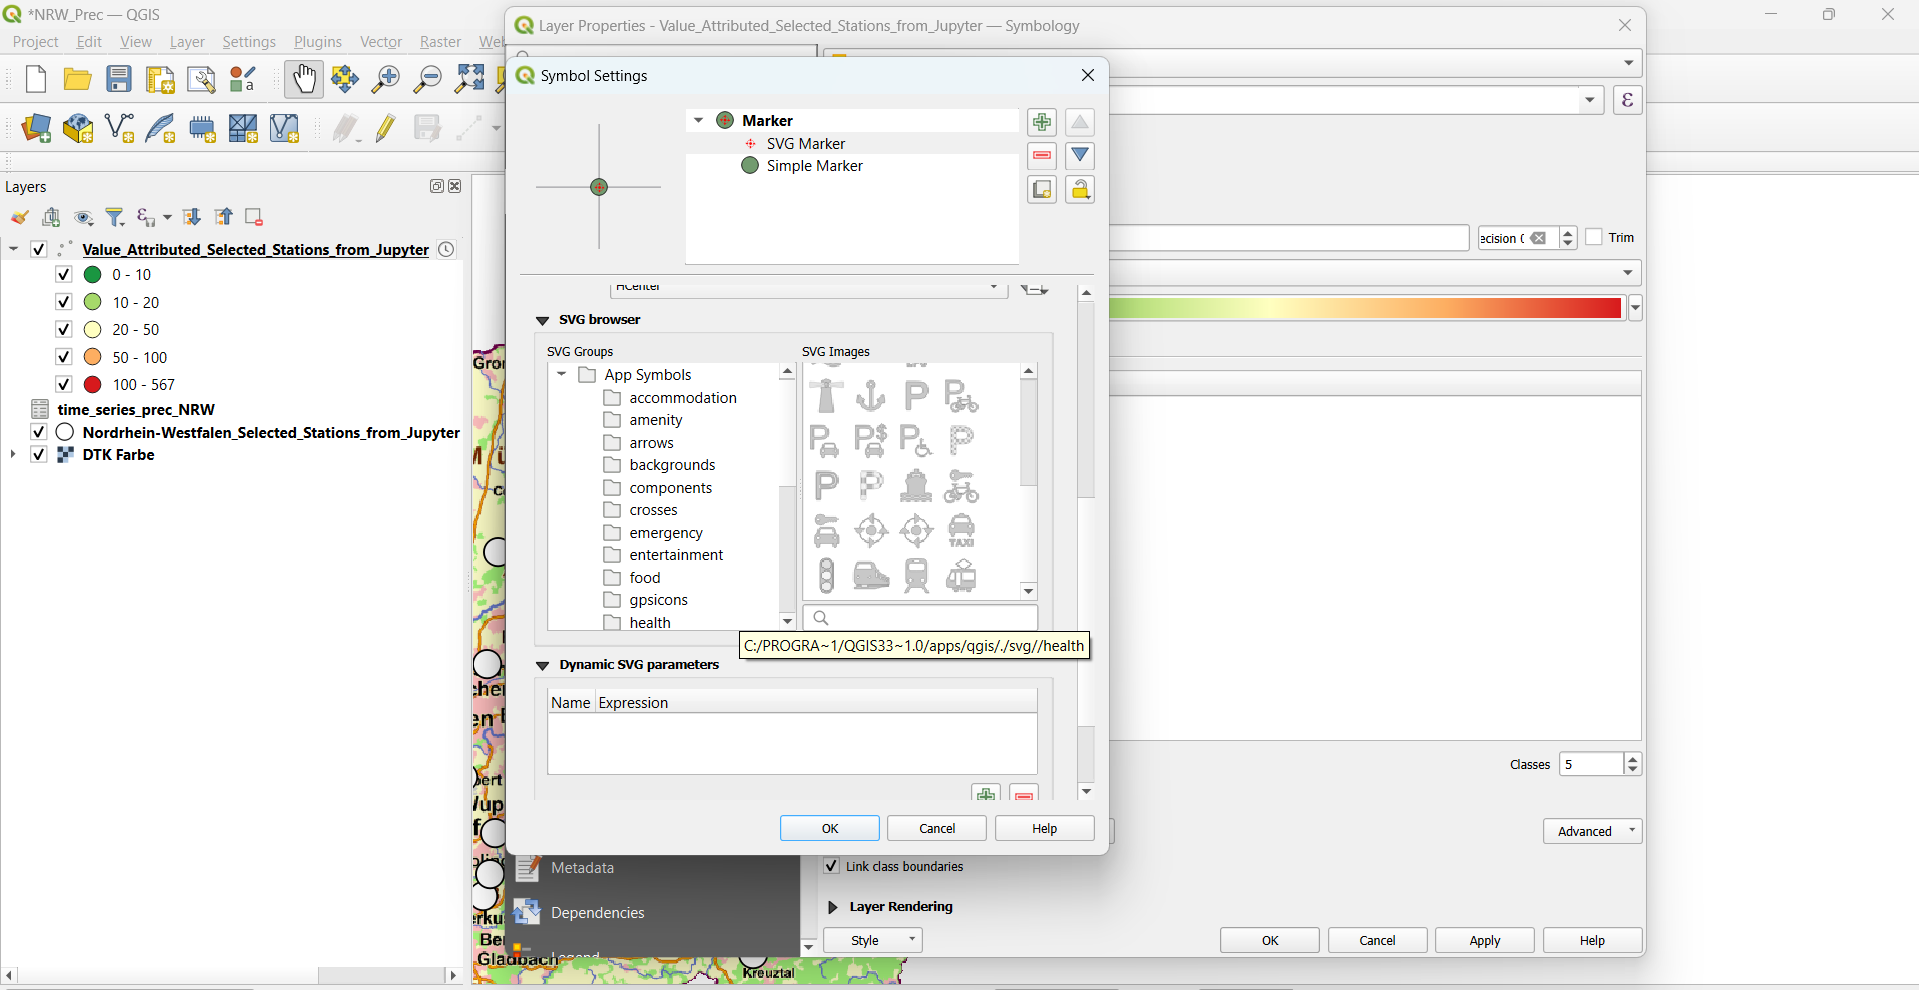 *NRW_Prec — QGIS
Project Edit View Layer Settings Plugins Vector Raster
Layer Properties - Value_Attributed_Selected_Stations_from_Jupyter — Symbology
Symbol Settings
Marker
SVG Marker
Simple Marker
Layers
Value_Attributed_Selected_Stations_from_Jupyter
0 - 10
10 - 20
20 - 50
50 - 100
100 - 567
time_series_prec_NRW
Nordrhein-Westfalen_Selected_Stations_from_Jupyter
DTK Farbe
ε
Trim
HCenter
SVG browser
SVG Groups
App Symbols
accommodation
amenity
arrows
backgrounds
components
crosses
emergency
entertainment
food
gpsicons
health
SVG Images
TAXI
C:/PROGRA~1/QGIS33~1.0/apps/qgis/./svg//health
Dynamic SVG parameters
Name Expression
OK Cancel Help
Classes 5
Advanced
Metadata
Dependencies
Link class boundaries
Layer Rendering
Style
OK Cancel Apply Help
Gladbach
Kreuztal